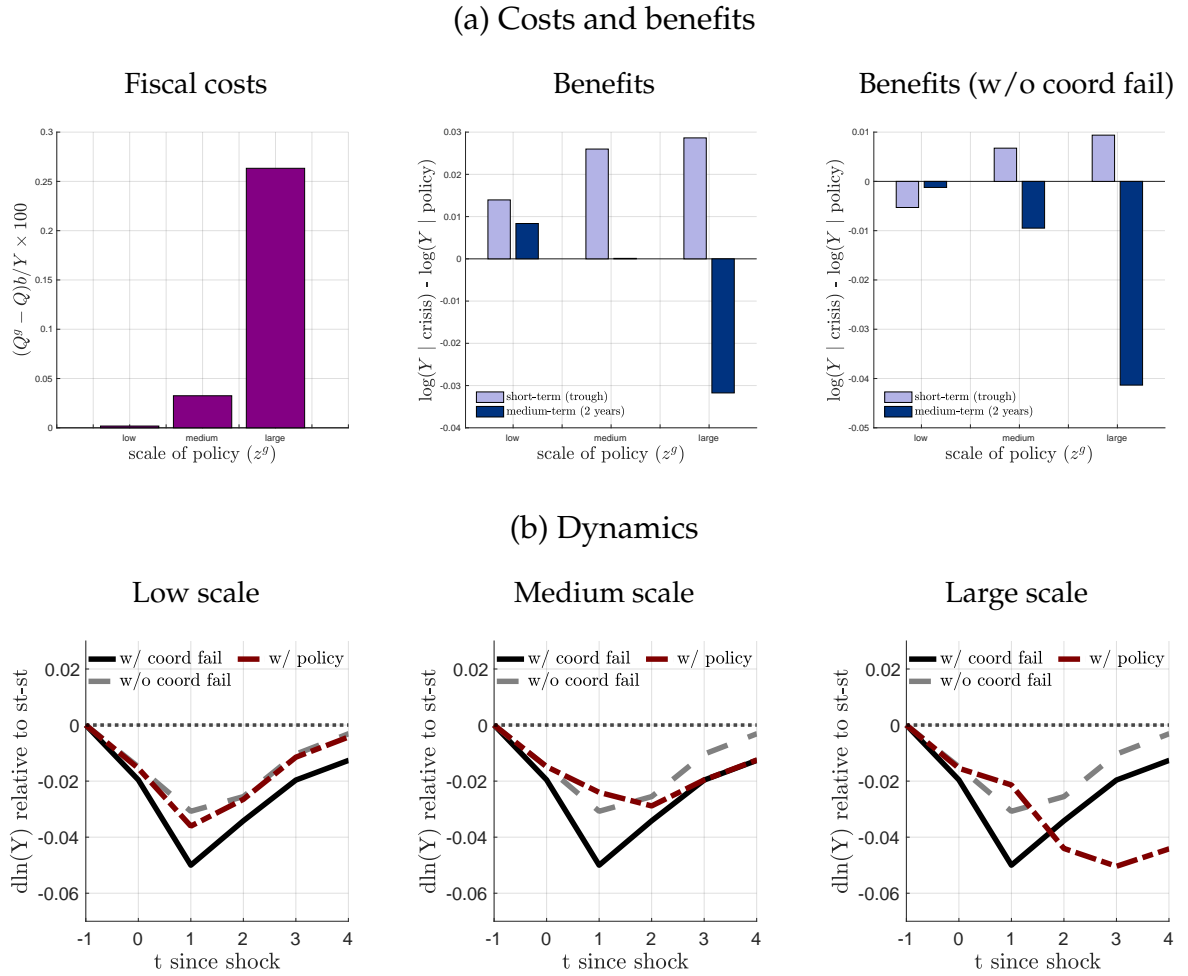 (a) Costs and benefits
Fiscal costs
Benefits
Benefits (w/o coord fail)
0.3
0.25
0.2
0.15
0.1
0.05
0
(Q^g − Q)b/Y × 100
low
medium
large
scale of policy (z^g)
0.03
0.02
0.01
0
-0.01
-0.02
-0.03
-0.04
log(Y | crisis) - log(Y | policy)
short-term (trough)
medium-term (2 years)
low
medium
large
scale of policy (z^g)
0.01
0
-0.01
-0.02
-0.03
-0.04
-0.05
log(Y | crisis) - log(Y | policy)
short-term (trough)
medium-term (2 years)
low
medium
large
scale of policy (z^g)
(b) Dynamics
Low scale
Medium scale
Large scale
w/ coord fail
w/ policy
w/o coord fail
0.02
0
-0.02
-0.04
-0.06
dln(Y) relative to st-st
-1 0 1 2 3 4
t since shock
w/ coord fail
w/ policy
w/o coord fail
0.02
0
-0.02
-0.04
-0.06
dln(Y) relative to st-st
-1 0 1 2 3 4
t since shock
w/ coord fail
w/ policy
w/o coord fail
0.02
0
-0.02
-0.04
-0.06
dln(Y) relative to st-st
-1 0 1 2 3 4
t since shock